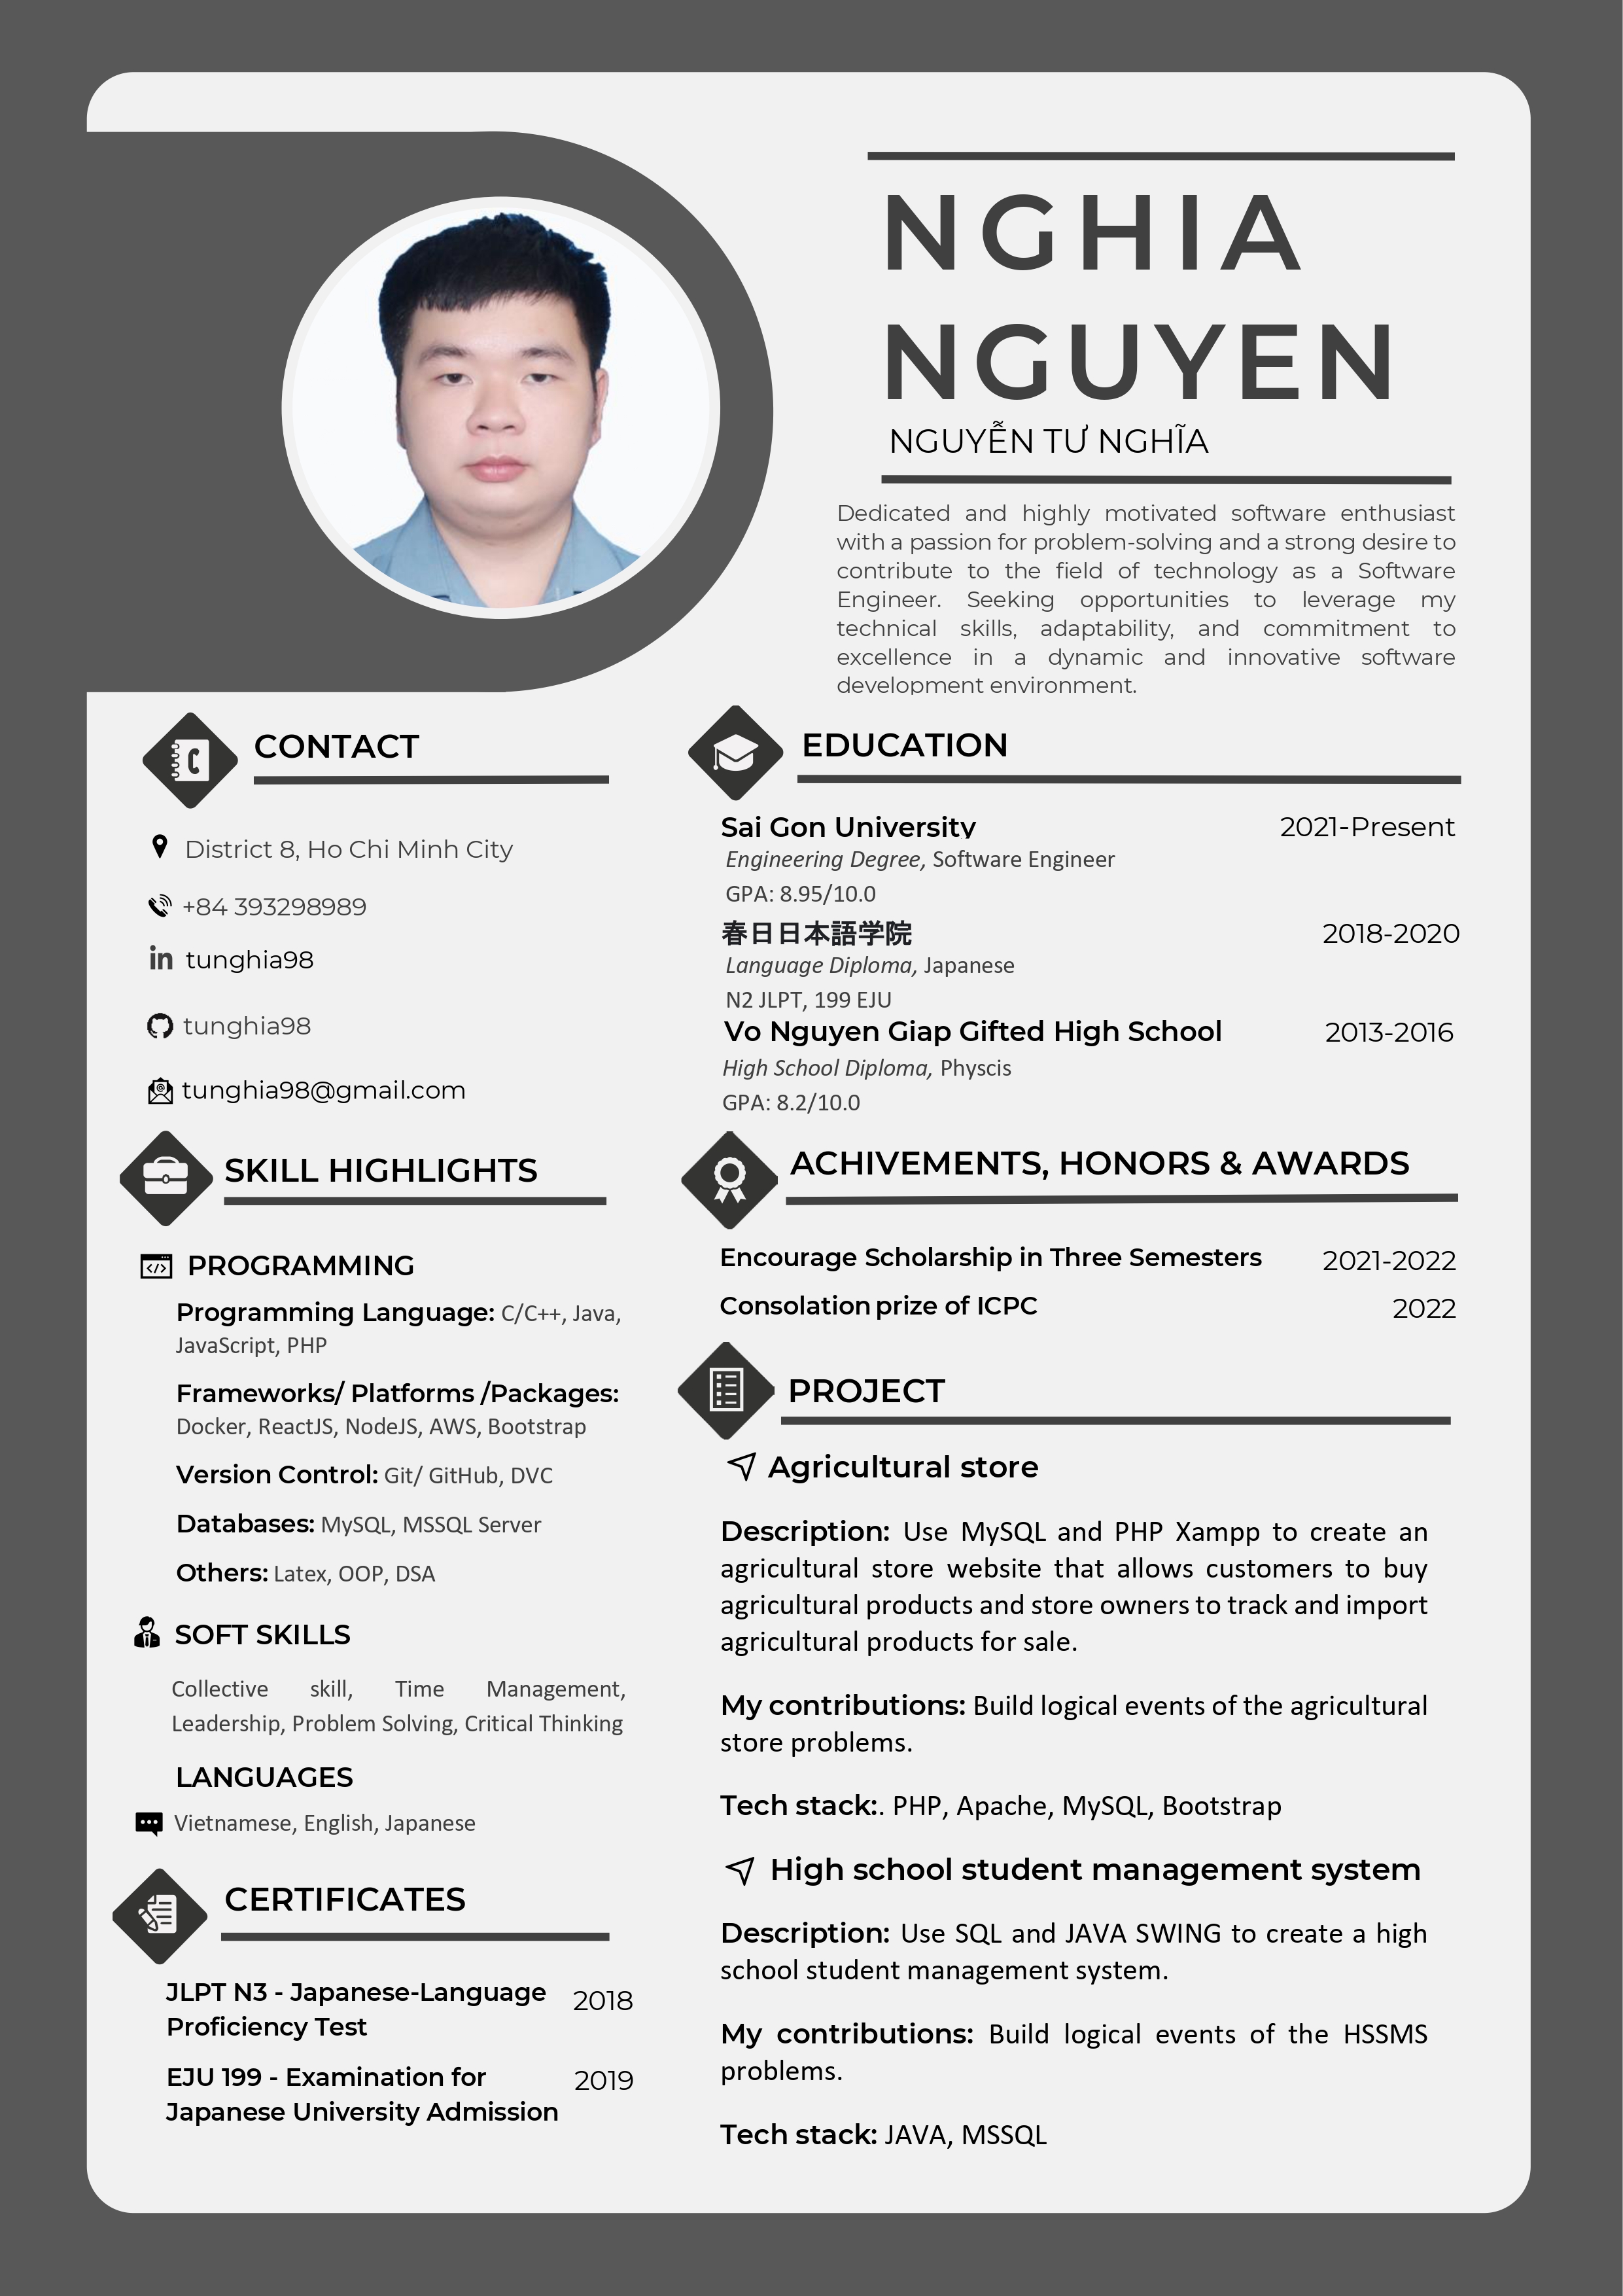 NGHIA
NGUYEN
NGUYỄN TƯ NGHĨA
Dedicated and highly motivated software enthusiast
with a passion for problem-solving and a strong desire to
contribute to the field of technology as a Software
Engineer. Seeking opportunities to leverage my
technical skills, adaptability, and commitment to
excellence in a dynamic and innovative software
development environment.
CONTACT
District 8, Ho Chi Minh City
+84 393298989
in tunghia98
tunghia98
tunghia98@gmail.com
SKILL HIGHLIGHTS
PROGRAMMING
Programming Language: C/C++, Java,
JavaScript, PHP
Frameworks/ Platforms /Packages:
Docker, ReactJS, NodeJS, AWS, Bootstrap
Version Control: Git/ GitHub, DVC
Databases: MySQL, MSSQL Server
Others: Latex, OOP, DSA
SOFT SKILLS
Collective skill, Time Management,
Leadership, Problem Solving, Critical Thinking
LANGUAGES
Vietnamese, English, Japanese
CERTIFICATES
JLPT N3 - Japanese-Language 2018
Proficiency Test
EJU 199 - Examination for 2019
Japanese University Admission
EDUCATION
Sai Gon University 2021-Present
Engineering Degree, Software Engineer
GPA: 8.95/10.0
春日日本語学院 2018-2020
Language Diploma, Japanese
N2 JLPT, 199 EJU
Vo Nguyen Giap Gifted High School 2013-2016
High School Diploma, Physcis
GPA: 8.2/10.0
ACHIVEMENTS, HONORS & AWARDS
Encourage Scholarship in Three Semesters 2021-2022
Consolation prize of ICPC 2022
PROJECT
Agricultural store
Description: Use MySQL and PHP Xampp to create an
agricultural store website that allows customers to buy
agricultural products and store owners to track and import
agricultural products for sale.
My contributions: Build logical events of the agricultural
store problems.
Tech stack:. PHP, Apache, MySQL, Bootstrap
High school student management system
Description: Use SQL and JAVA SWING to create a high
school student management system.
My contributions: Build logical events of the HSSMS
problems.
Tech stack: JAVA, MSSQL